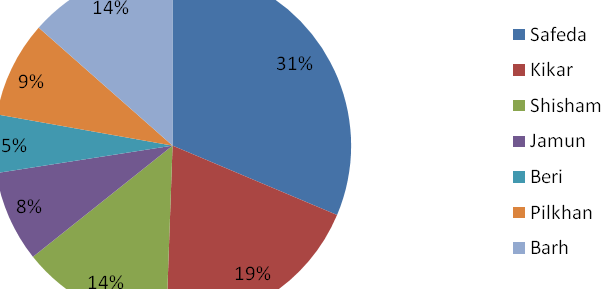 14%
31%
9%
5%
8%
14%
19%
Safeda
Kikar
Shisham
Jamun
Beri
Pilkhan
Barh